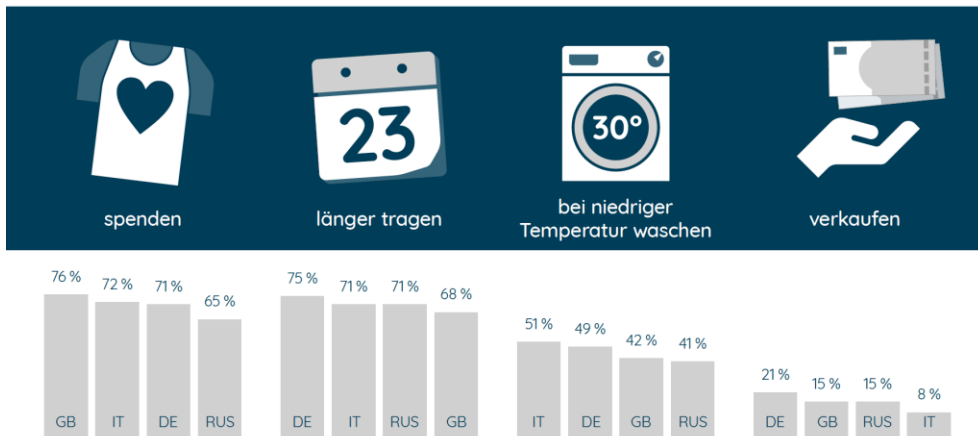 23
30°
spenden
länger tragen
bei niedriger
Temperatur waschen
verkaufen
76 %
72 %
71 %
65 %
GB
IT
DE
RUS
75 %
71 %
71 %
68 %
DE
IT
RUS
GB
51 %
49 %
42 %
41 %
IT
DE
GB
RUS
21 %
15 %
15 %
8 %
DE
GB
RUS
IT